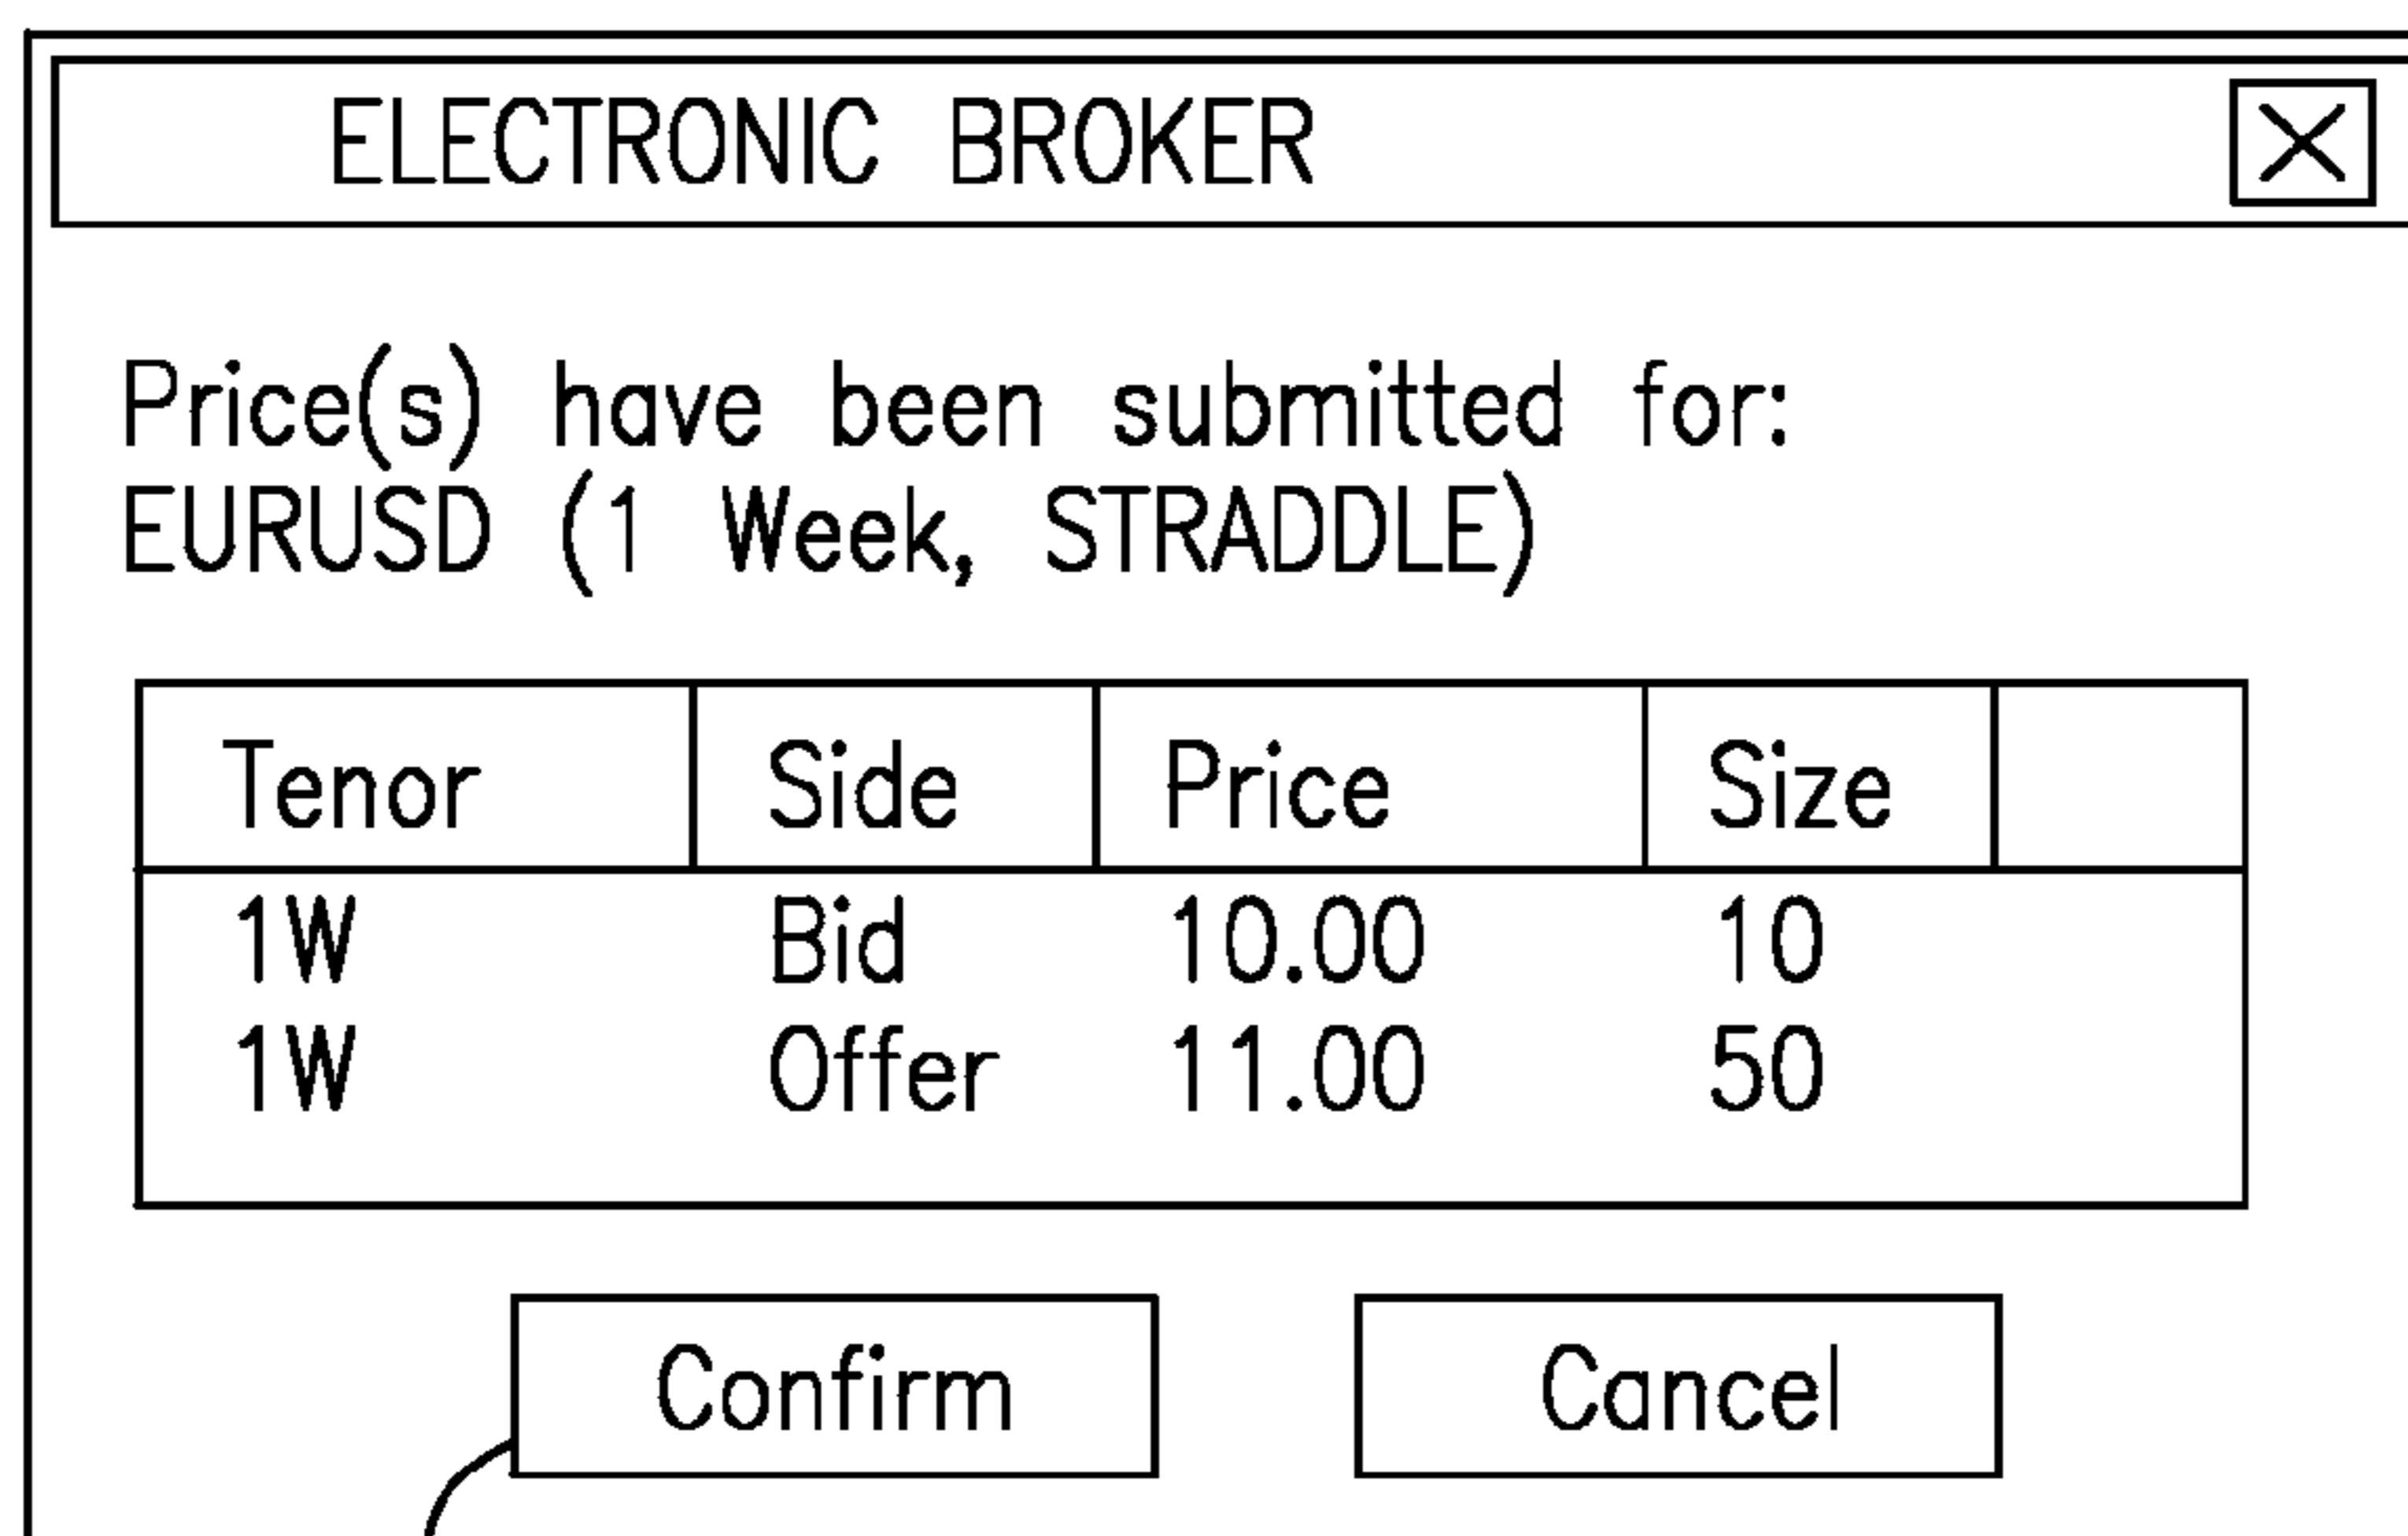 ELECTRONIC BROKER
Price(s) have been submitted for:
EURUSD (1 Week, STRADDLE)
Tenor Side Price Size
1W Bid 10.00 10
1W Offer 11.00 50
Confirm Cancel